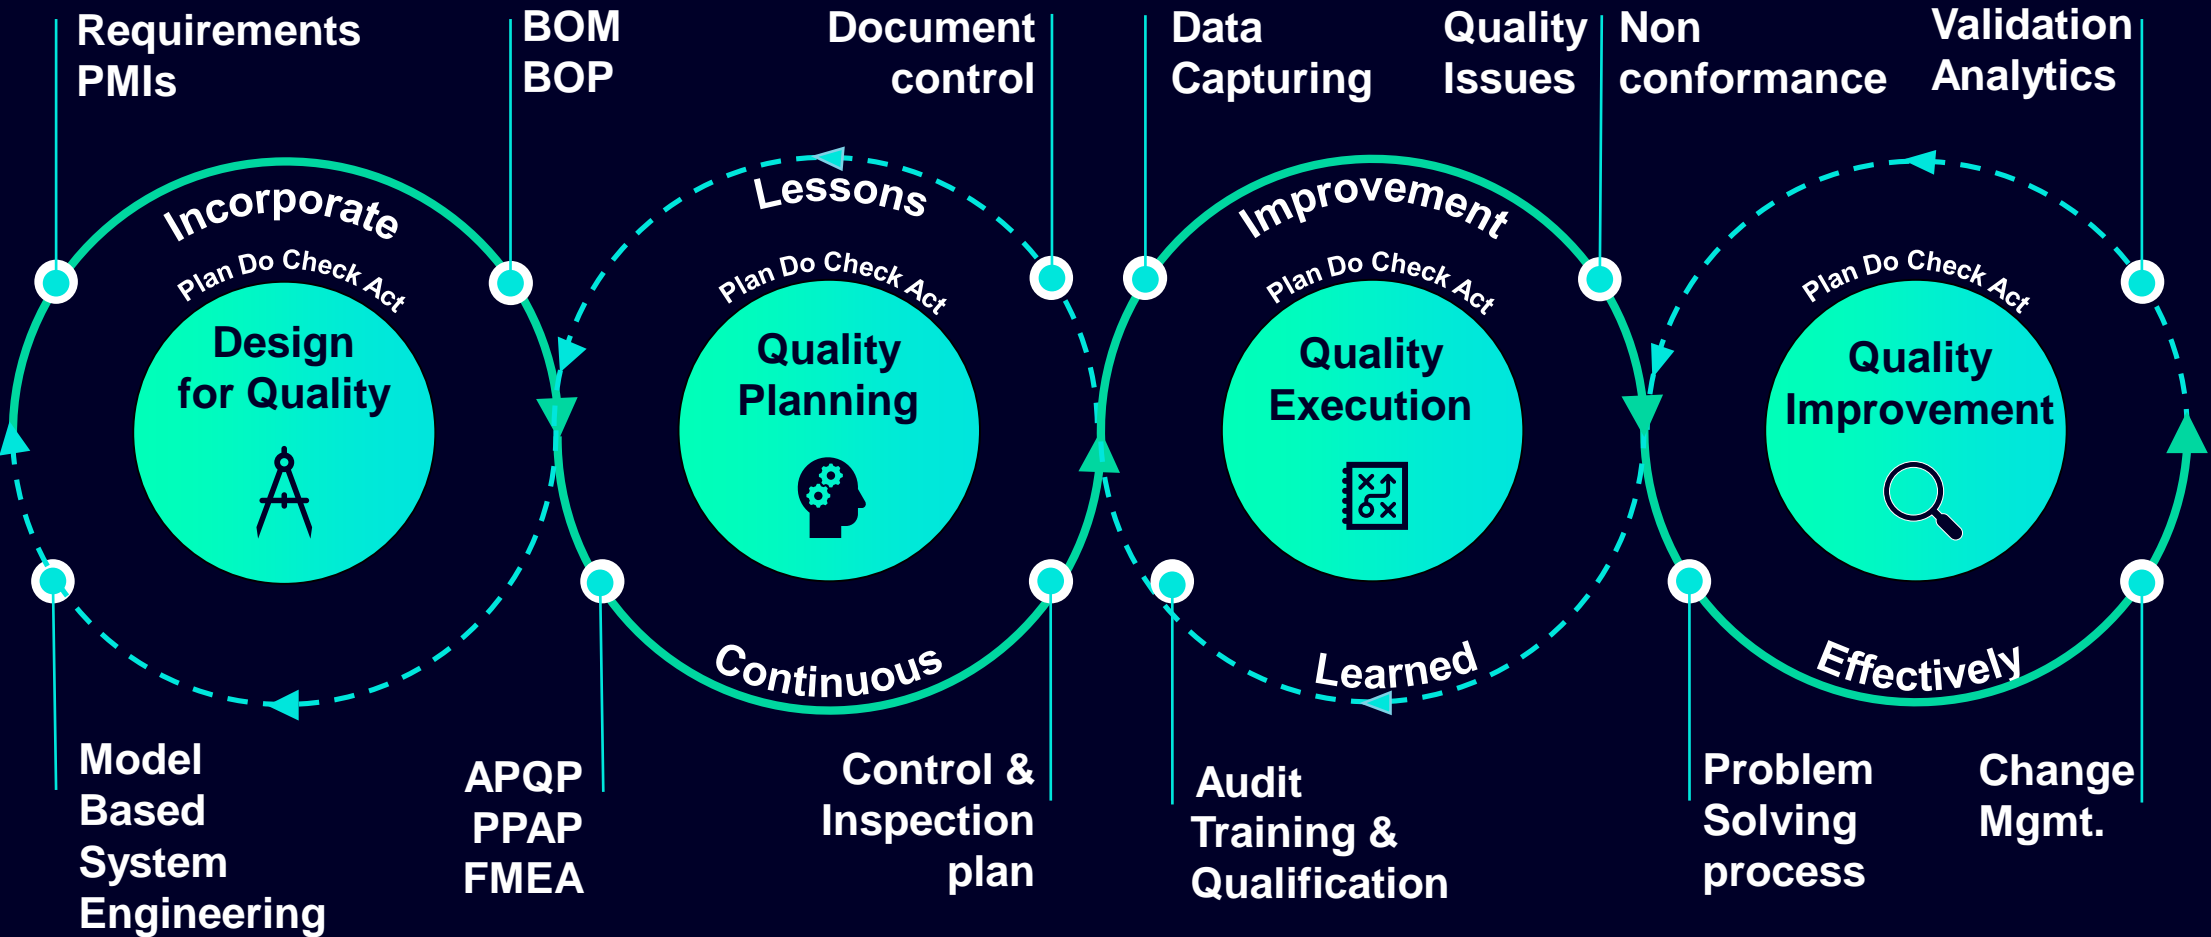 Requirements
PMIs
BOM
BOP
Document
control
Data
Capturing
Quality
Issues
Non
conformance
Validation
Analytics
Incorporate
Plan Do Check Act
Design
for Quality
Lessons
Plan Do Check Act
Quality
Planning
Continuous
Improvement
Plan Do Check Act
Quality
Execution
Learned
Plan Do Check Act
Quality
Improvement
Effectively
Model
Based
System
Engineering
APQP
PPAP
FMEA
Control &
Inspection
plan
Audit
Training &
Qualification
Problem
Solving
process
Change
Mgmt.